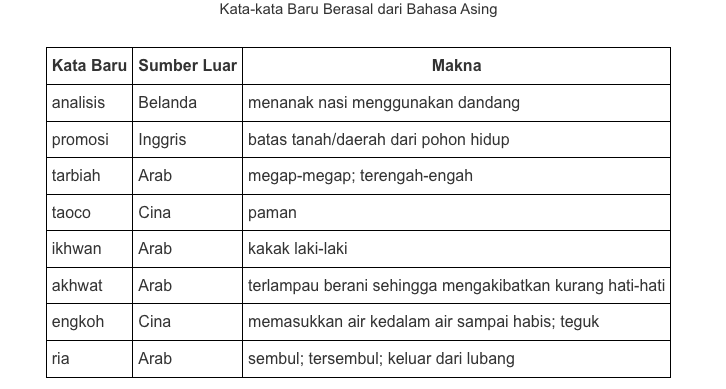 Kata-kata Baru Berasal dari Bahasa Asing
Kata Baru Sumber Luar Makna
analisis Belanda menanak nasi menggunakan dandang
promosi Inggris batas tanah/daerah dari pohon hidup
tarbiah Arab megap-megap; terengah-engah
taoco Cina paman
ikhwan Arab kakak laki-laki
akhwat Arab terlampau berani sehingga mengakibatkan kurang hati-hati
engkoh Cina memasukkan air kedalam air sampai habis; teguk
ria Arab sembul; tersembul; keluar dari lubang